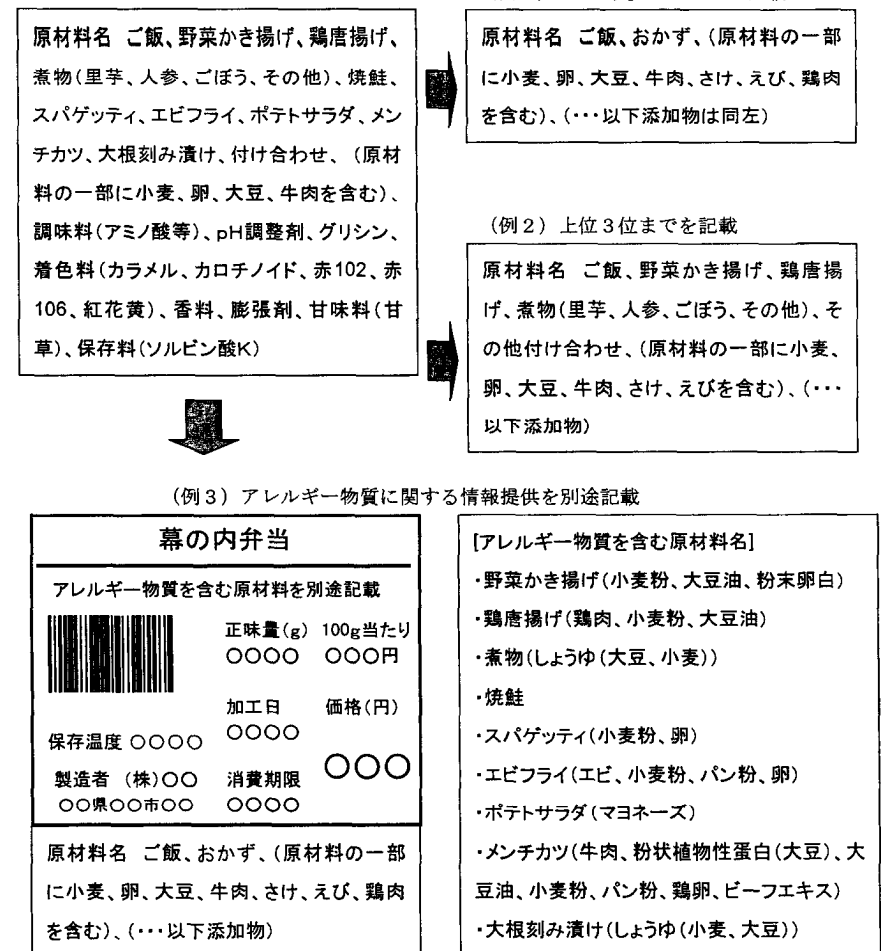 原材料名 ご飯、野菜かき揚げ、鶏唐揚げ、
煮物(里芋、人参、ごぼう、その他)、焼鮭、
スパゲッティ、エビフライ、ポテトサラダ、メン
チカツ、大根刻み漬け、付け合わせ、(原材
料の一部に小麦、卵、大豆、牛肉を含む)、
調味料(アミノ酸等)、pH調整剤、グリシン、
着色料(カラメル、カロチノイド、赤102、赤
106、紅花黄)、香料、膨張剤、甘味料(甘
草)、保存料(ソルビン酸K)
原材料名 ご飯、おかず、(原材料の一部
に小麦、卵、大豆、牛肉、さけ、えび、鶏肉
を含む)、(・・・以下添加物は同左)
(例2)上位3位までを記載
原材料名 ご飯、野菜かき揚げ、鶏唐揚
げ、煮物(里芋、人参、ごぼう、その他)、そ
の他付け合わせ、(原材料の一部に小麦、
卵、大豆、牛肉、さけ、えびを含む)、(・・・
以下添加物)
(例3)アレルギー物質に関する情報提供を別途記載
幕の内弁当
アレルギー物質を含む原材料を別途記載
正味量(g) 100g当たり
○○○○ ○○○円
加工日 価格(円)
保存温度 ○○○○ ○○○○
○○○
製造者 (株)○○ 消費期限
○○県○○市○○ ○○○○
原材料名 ご飯、おかず、(原材料の一部
に小麦、卵、大豆、牛肉、さけ、えび、鶏肉
を含む)、(・・・以下添加物)
[アレルギー物質を含む原材料名]
・野菜かき揚げ(小麦粉、大豆油、粉末卵白)
・鶏唐揚げ(鶏肉、小麦粉、大豆油)
・煮物(しょうゆ(大豆、小麦))
・焼鮭
・スパゲッティ(小麦粉、卵)
・エビフライ(エビ、小麦粉、パン粉、卵)
・ポテトサラダ(マヨネーズ)
・メンチカツ(牛肉、粉状植物性蛋白(大豆)、大
豆油、小麦粉、パン粉、鶏卵、ビーフエキス)
・大根刻み漬け(しょうゆ(小麦、大豆))